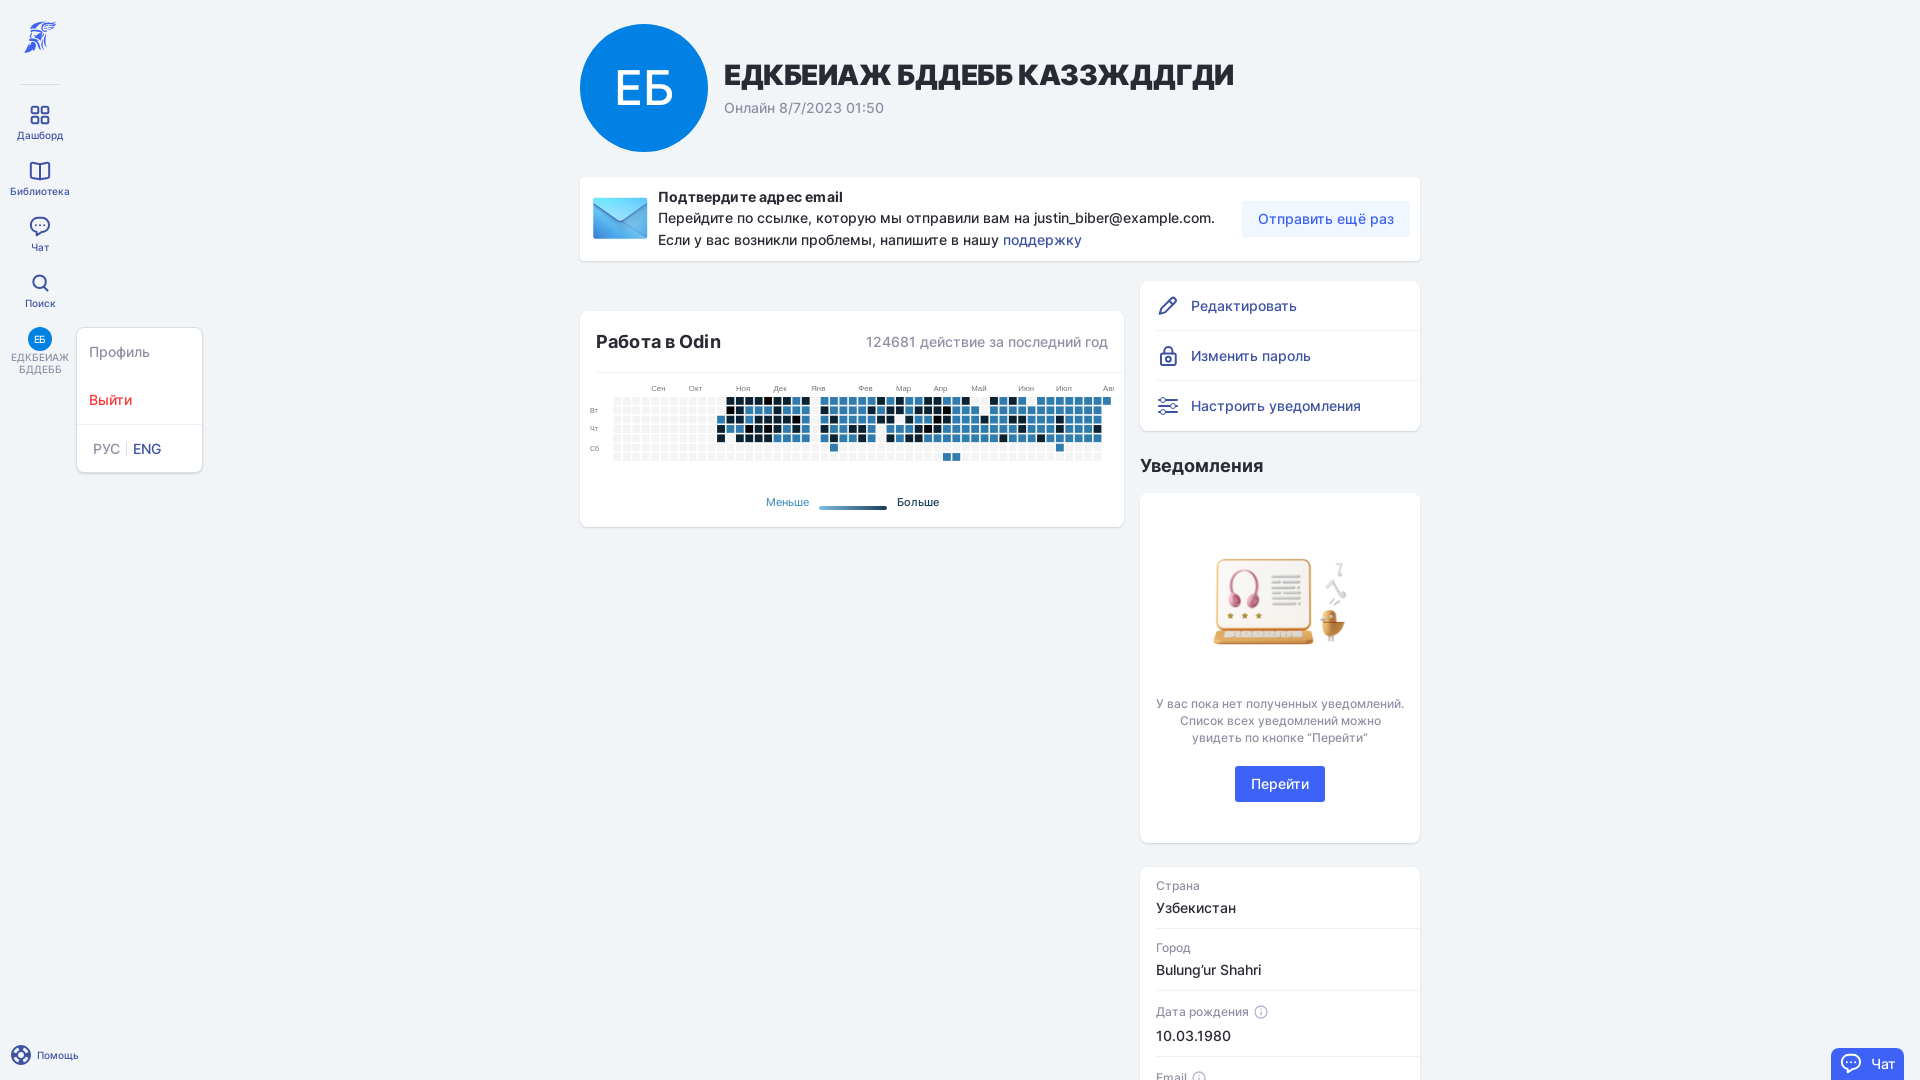 Дашборд
Библиотека
Чат
Поиск
ЕБ
ЕДКБЕИАЖ
БДДЕББ
Профиль
Выйти
РУС
ENG
Помощь
ЕБ
ЕДКБЕИАЖ БДДЕББ КАЗЗЖДДГДИ
Онлайн 8/7/2023 01:50
Подтвердите адрес email
Перейдите по ссылке, которую мы отправили вам на justin_biber@example.com.
Если у вас возникли проблемы, напишите в нашу поддержку
Отправить ещё раз
Работа в Odin
124681 действие за последний год
Сен Окт Ноя Дек Янв Фев Мар Апр Май Июн Июл Авг
Вт
Чт
Сб
Меньше
Больше
Редактировать
Изменить пароль
Настроить уведомления
Уведомления
У вас пока нет полученных уведомлений.
Список всех уведомлений можно
увидеть по кнопке “Перейти”
Перейти
Страна
Узбекистан
Город
Bulung’ur Shahri
Дата рождения
10.03.1980
Email
Чат